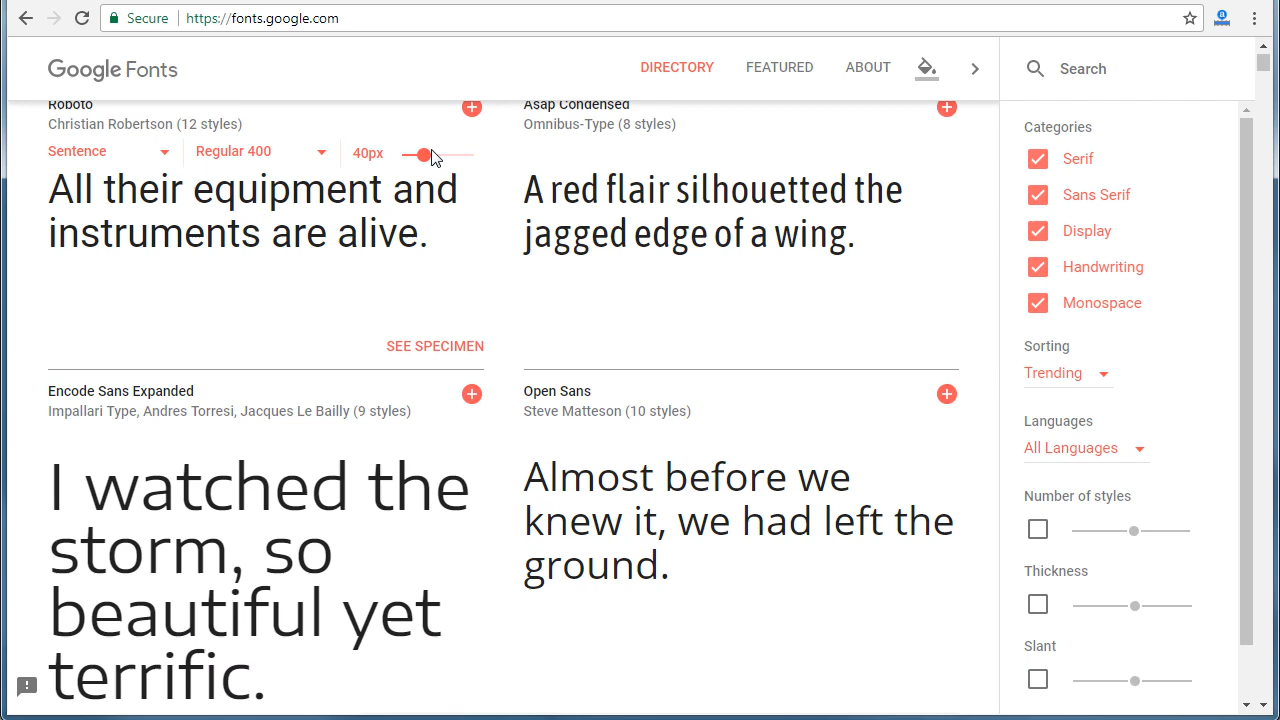 Secure https://fonts.google.com
Google Fonts DIRECTORY FEATURED ABOUT Search
Roboto
Christian Robertson (12 styles)
Sentence Regular 400 40px
All their equipment and
instruments are alive.
SEE SPECIMEN
Asap Condensed
Omnibus-Type (8 styles)
A red flair silhouetted the
jagged edge of a wing.
Encode Sans Expanded
Impallari Type, Andres Torresi, Jacques Le Bailly (9 styles)
I watched the
storm, so
beautiful yet
terrific.
Open Sans
Steve Matteson (10 styles)
Almost before we
knew it, we had left the
ground.
Categories
Serif
Sans Serif
Display
Handwriting
Monospace
Sorting
Trending
Languages
All Languages
Number of styles
Thickness
Slant